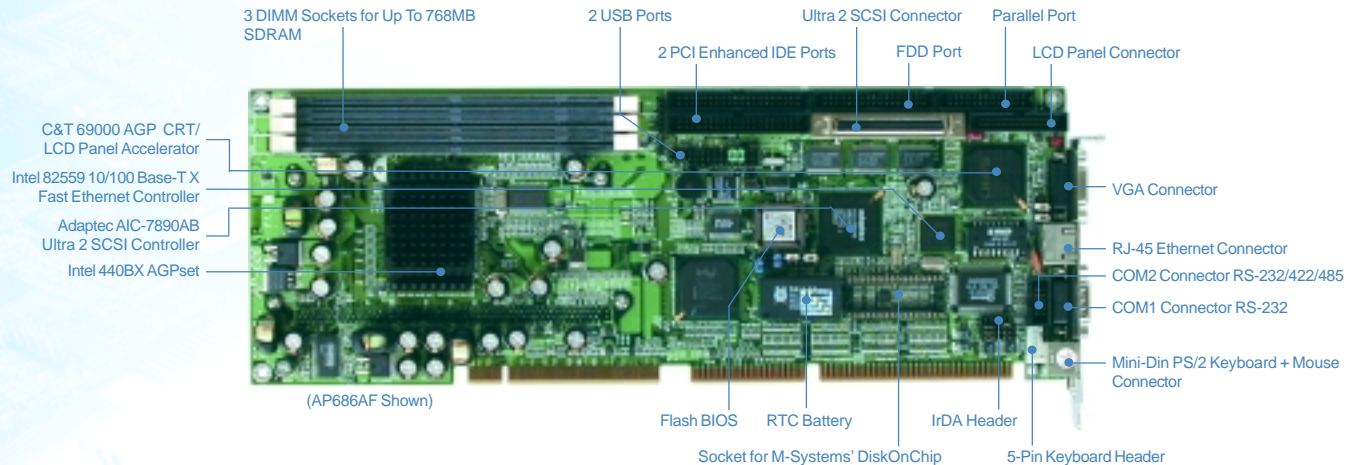 3 DIMM Sockets for Up To 768MB
SDRAM
2 USB Ports
Ultra 2 SCSI Connector
Parallel Port
2 PCI Enhanced IDE Ports
FDD Port
LCD Panel Connector
C&T 69000 AGP CRT/
LCD Panel Accelerator
Intel 82559 10/100 Base-T X
Fast Ethernet Controller
Adaptec AIC-7890AB
Ultra 2 SCSI Controller
Intel 440BX AGPset
VGA Connector
RJ-45 Ethernet Connector
COM2 Connector RS-232/422/485
COM1 Connector RS-232
Mini-Din PS/2 Keyboard + Mouse
Connector
(AP686AF Shown)
Flash BIOS
RTC Battery
IrDA Header
Socket for M-Systems' DiskOnChip
5-Pin Keyboard Header